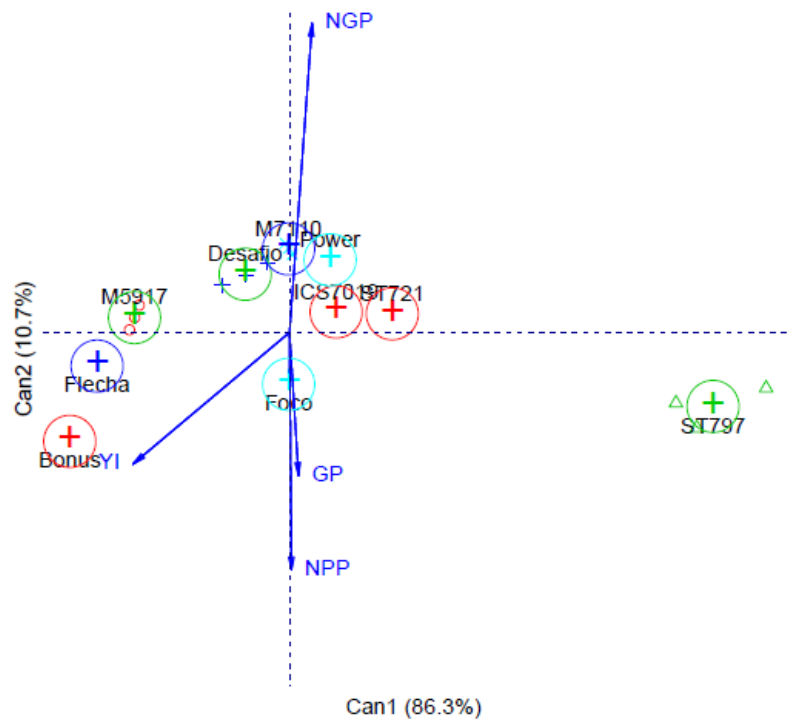 NGP
M7110
Power
Desafio
M5917
ICS7019
ST721
Can2 (10.7%)
Flecha
Foco
ST797
Bonus
YI
GP
NPP
Can1 (86.3%)